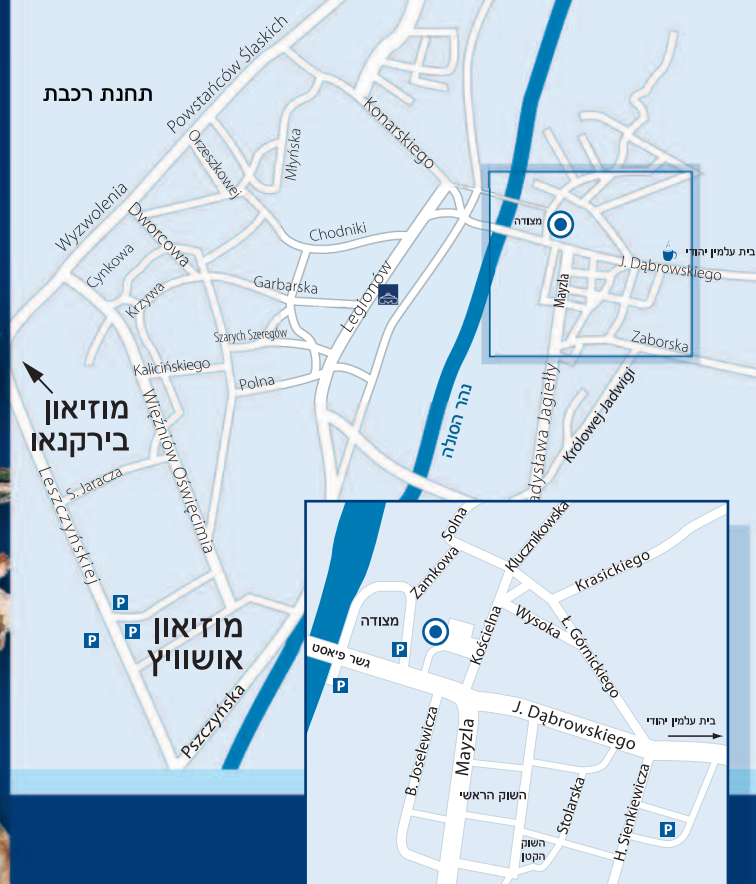 תחנת רכבת
Powstańców Śląskich
Wyzwolenia
Orzeszkowej
Młyńska
Konarskiego
Dworcowa
Cynkowa
Krzywa
Chodniki
Garbarska
Legionów
Szarych Szeregów
Kalicińskiego
Polna
מצודה
בית עלמין יהודי
J. Dąbrowskiego
Mayzla
Zaborska
מוזיאון
בירקנאו
Więźniów Oświęcimia
נהר הסולה
adysława Jagiełły
Królowej Jadwigi
Leszczyńskiej
S. Jaracza
P
P
P
מוזיאון
אושוויץ
Pszczyńska
Solna
Zamkowa
Klucznikowska
Krasickiego
מצודה
Kościelna
Wysoka
Ł. Górnickiego
P
גשר פיאסט
P
J. Dąbrowskiego
בית עלמין יהודי
B. Joselewicza
Mayzla
השוק הראשי
Stolarska
H. Sienkiewicza
P
השוק
הקטן